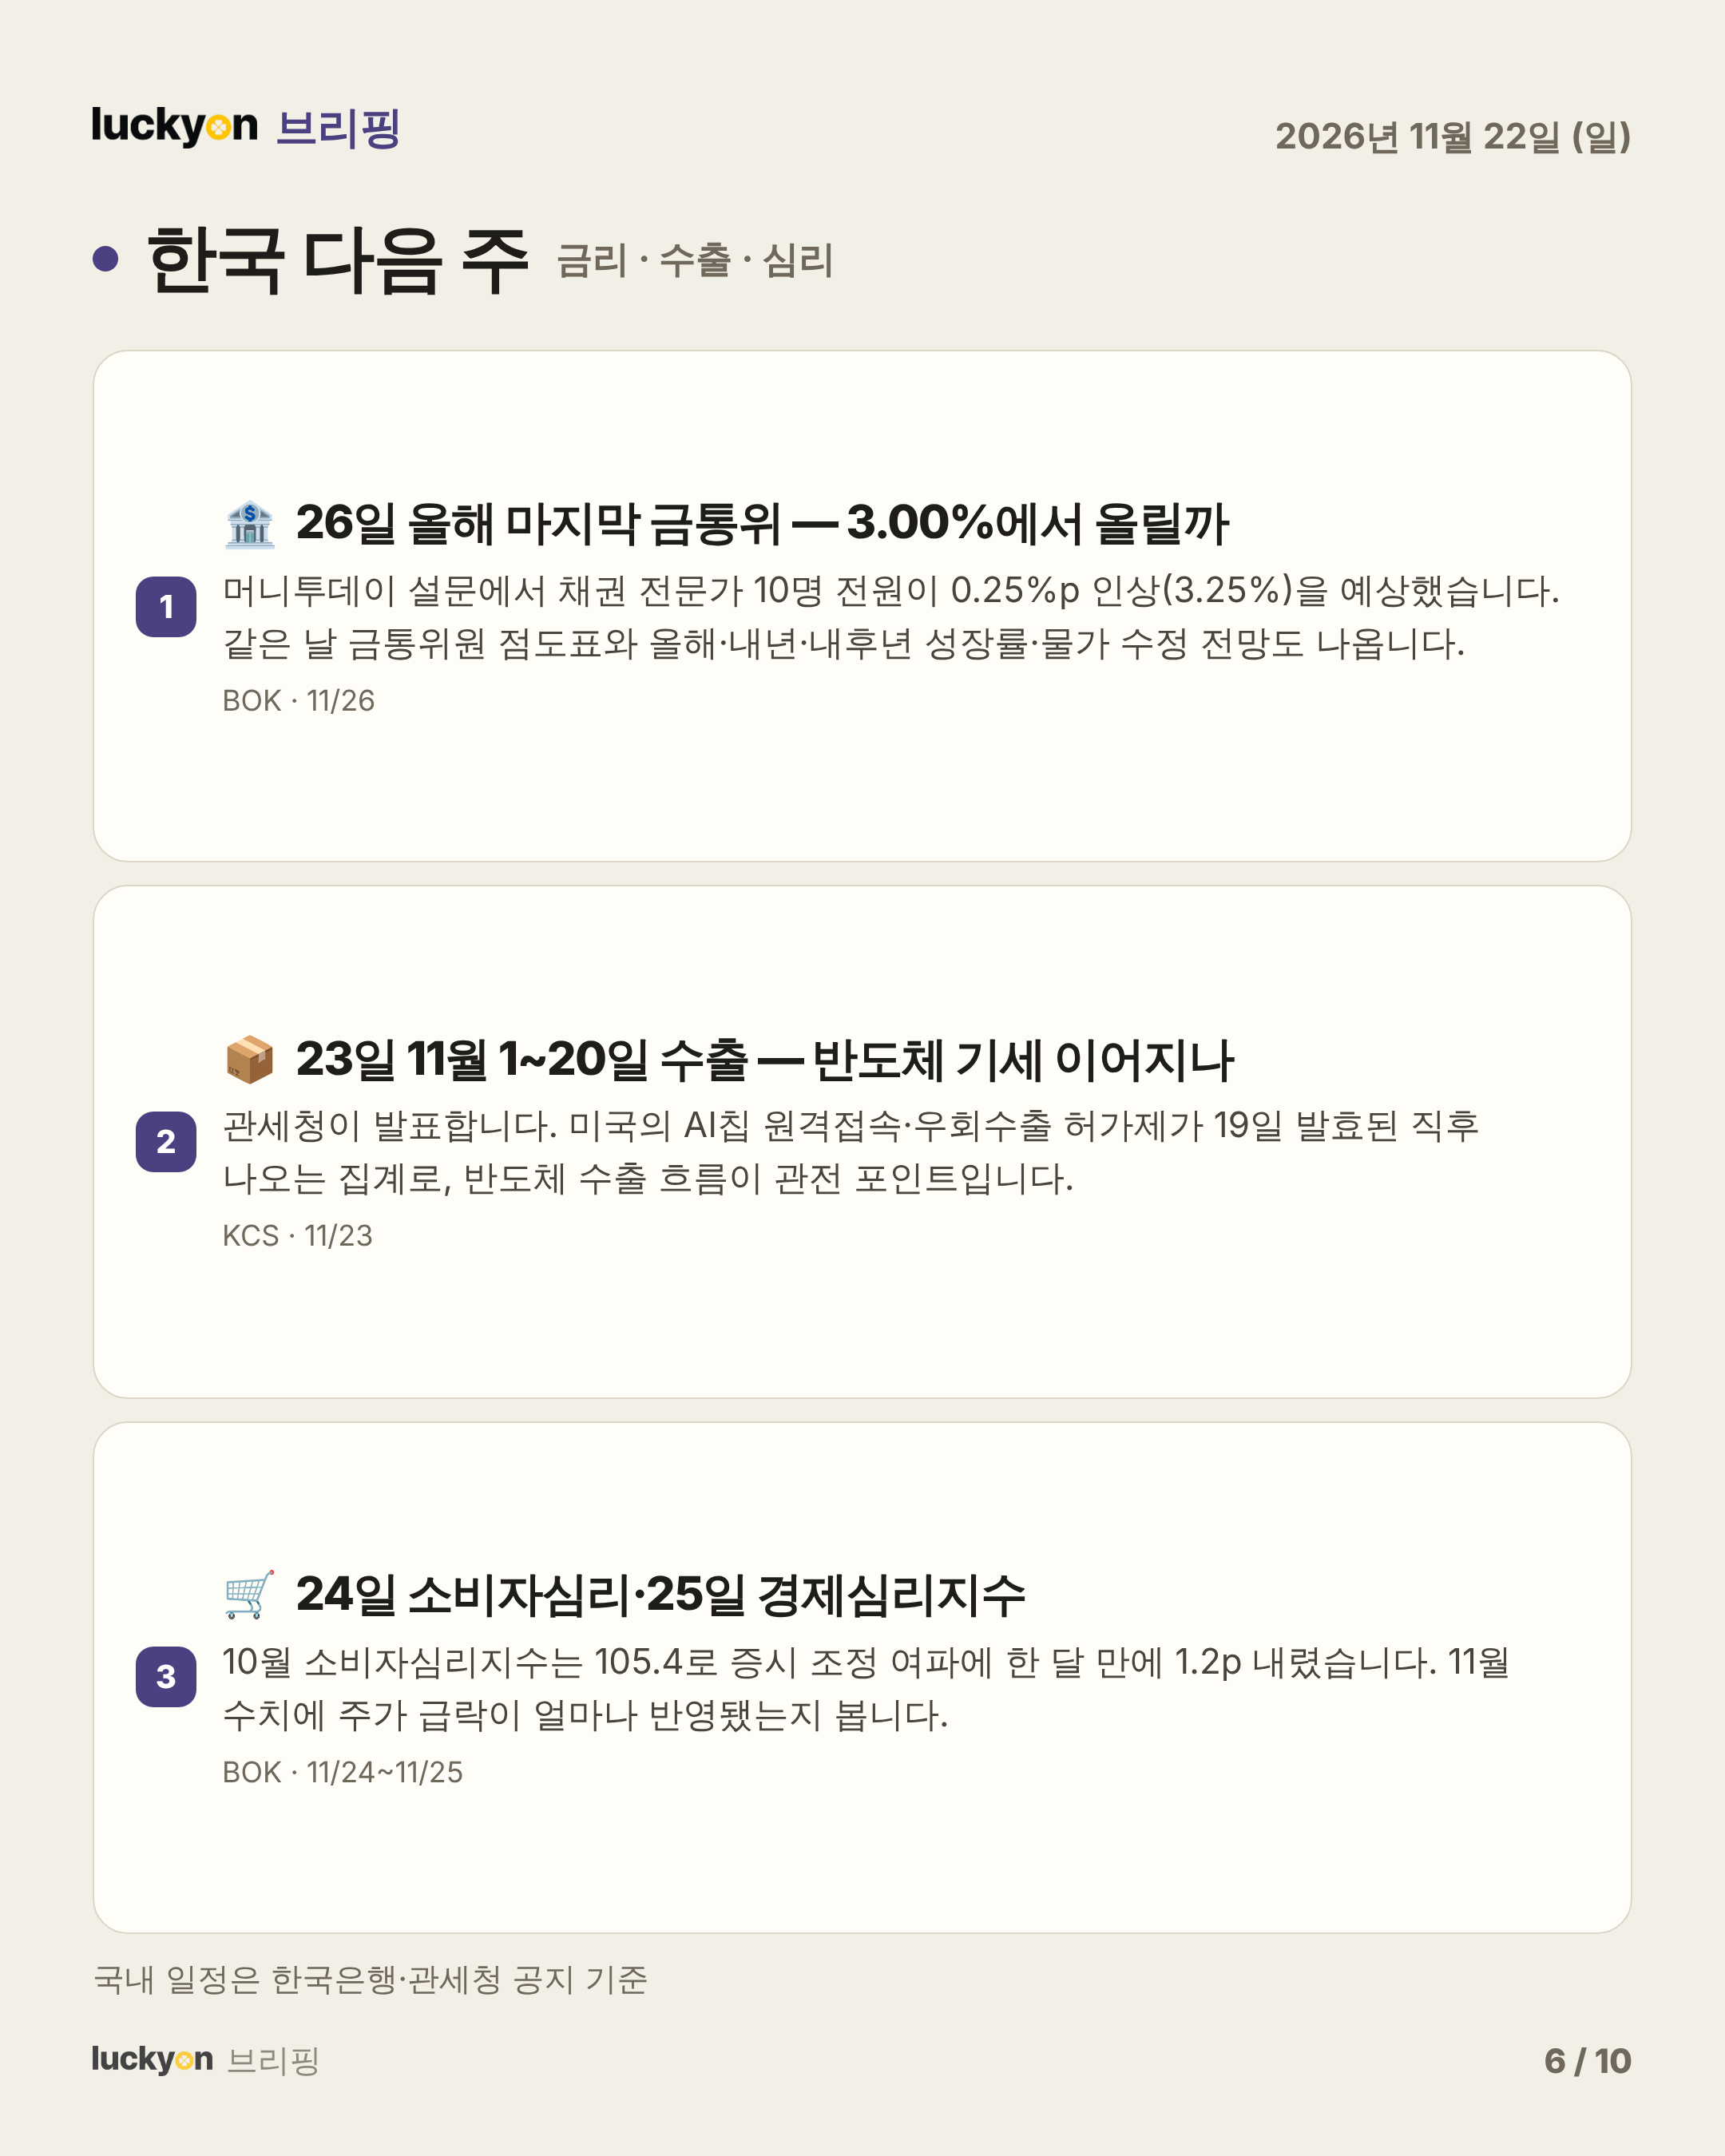 luckyon 브리핑
2026년 11월 22일 (일)
한국 다음 주 금리 · 수출 · 심리
26일 올해 마지막 금통위 — 3.00%에서 올릴까
1
머니투데이 설문에서 채권 전문가 10명 전원이 0.25%p 인상(3.25%)을 예상했습니다.
같은 날 금통위원 점도표와 올해·내년·내후년 성장률·물가 수정 전망도 나옵니다.
BOK · 11/26
23일 11월 1~20일 수출 — 반도체 기세 이어지나
2
관세청이 발표합니다. 미국의 AI칩 원격접속·우회수출 허가제가 19일 발효된 직후
나오는 집계로, 반도체 수출 흐름이 관전 포인트입니다.
KCS · 11/23
24일 소비자심리·25일 경제심리지수
3
10월 소비자심리지수는 105.4로 증시 조정 여파에 한 달 만에 1.2p 내렸습니다. 11월
수치에 주가 급락이 얼마나 반영됐는지 봅니다.
BOK · 11/24~11/25
국내 일정은 한국은행·관세청 공지 기준
luckyon 브리핑
6 / 10